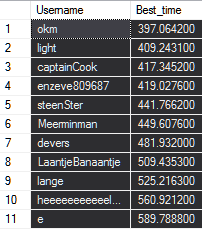 Username Best_time
1 okm 397.064200
2 light 409.243100
3 captainCook 417.345200
4 enzeve809687 419.027600
5 steenSter 441.766200
6 Meerminman 449.607600
7 devers 481.932000
8 LaantjeBanaantje 509.435300
9 lange 525.216300
10 heeeeeeeeeeel... 560.921200
11 e 589.788800